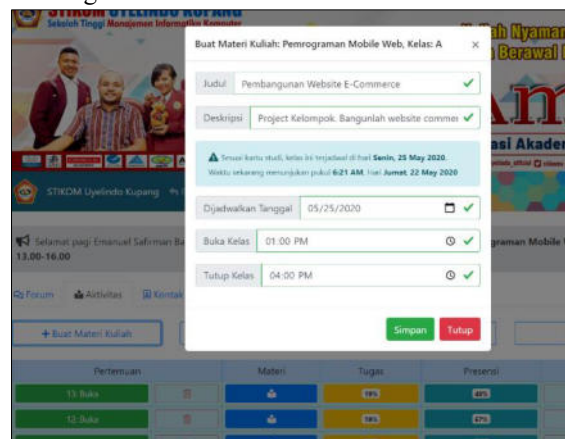 STIKOM UYELINDO KUPANG
Sekolah Tinggi Manajemen Informatika Komputer
Buat Materi Kuliah: Pemrograman Mobile Web, Kelas: A ×
Judul Pembangunan Website E-Commerce
Deskripsi Project Kelompok. Bangunlah website commer
Sesuai kartu studi, kelas ini terjadwal di hari Senin, 25 May 2020.
Waktu sekarang menunjukan pukul 6:21 AM, Hari Jumat, 22 May 2020
STIKOM Uyelindo Kupang
Dijadwalkan Tanggal 05/25/2020
Selamat pagi Emanuel Safirman Ba
graman Mobile
13.00-16.00
Buka Kelas 01:00 PM
Tutup Kelas 04:00 PM
Forum Aktivitas Kontak
Simpan Tutup
+ Buat Materi Kuliah
Pertemuan Materi Tugas Presensi
13. Buka
12. Buka